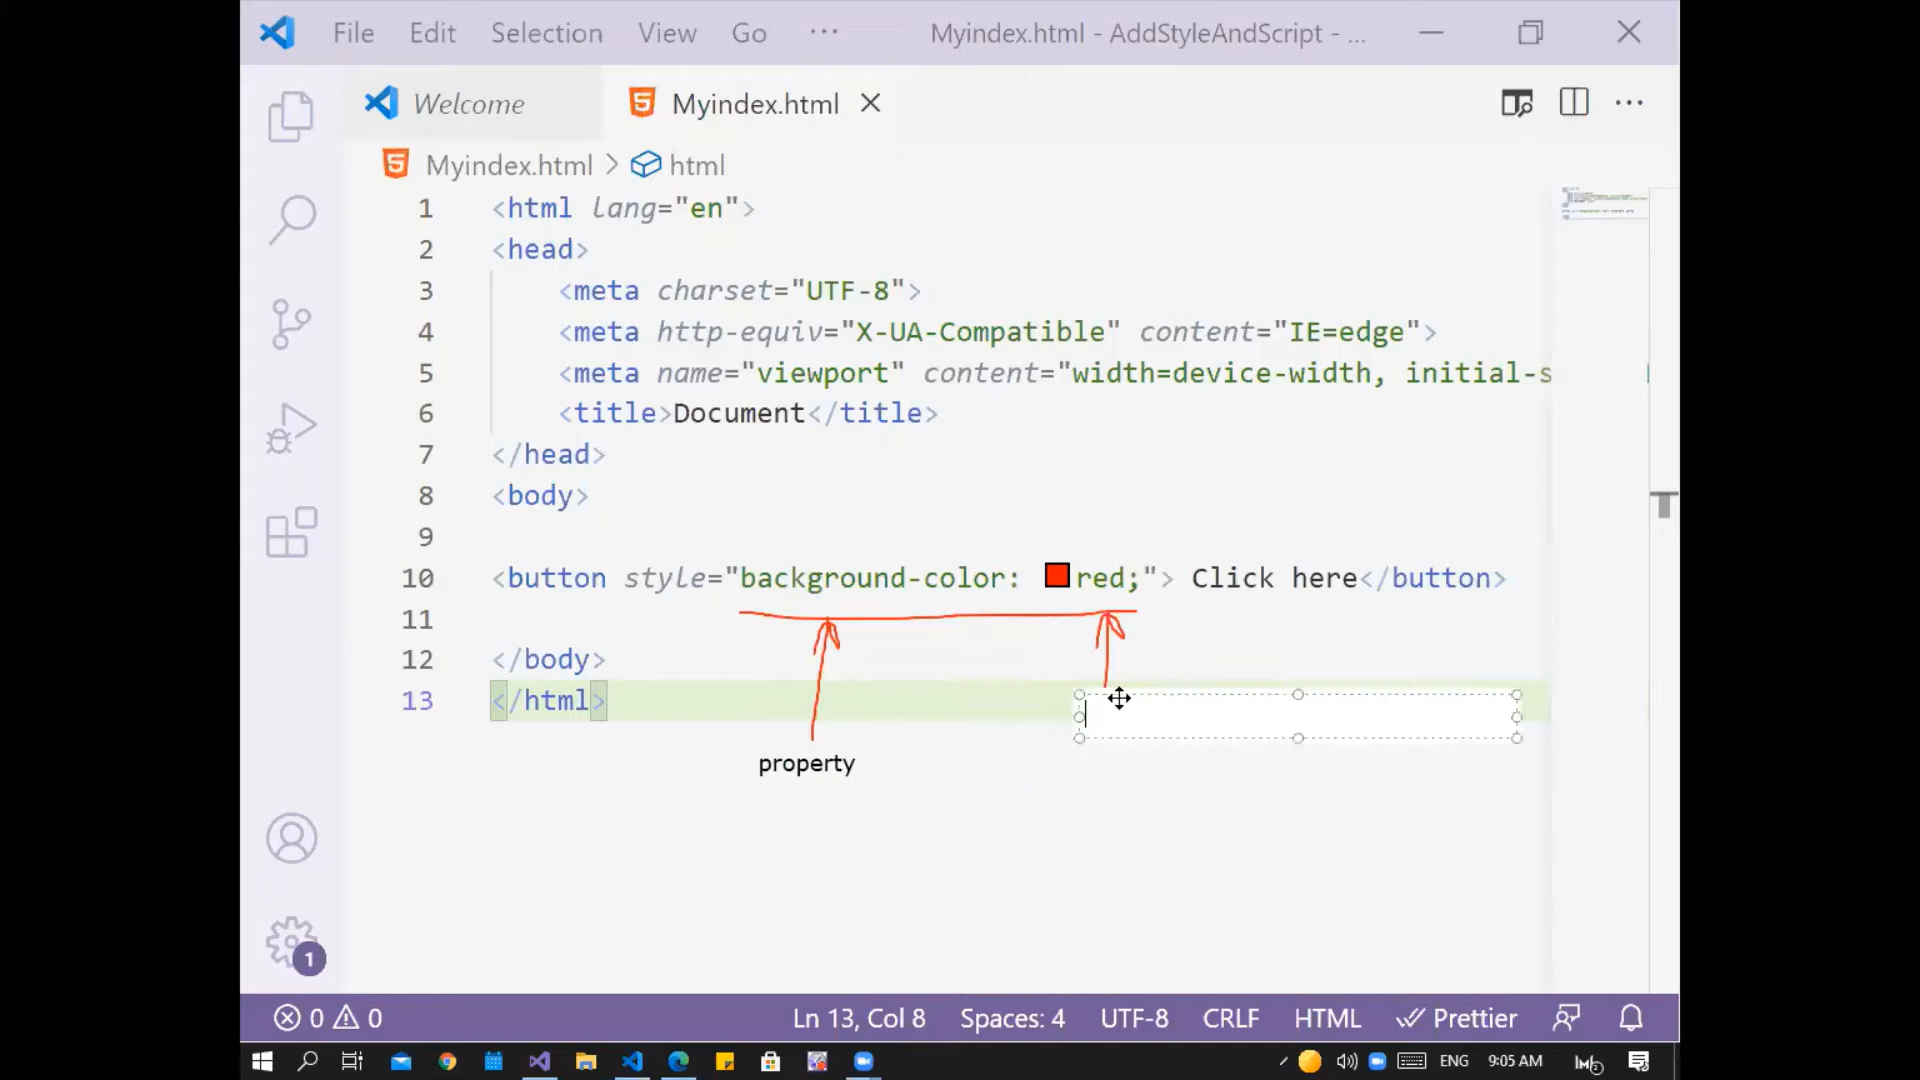 File Edit Selection View Go ··· Myindex.html - AddStyleAndScript - ...
Welcome Myindex.html
Myindex.html > html
1 <html lang="en">
2 <head>
3 <meta charset="UTF-8">
4 <meta http-equiv="X-UA-Compatible" content="IE=edge">
5 <meta name="viewport" content="width=device-width, initial-s
6 <title>Document</title>
7 </head>
8 <body>
9
10 <button style="background-color: red;"> Click here</button>
11
12 </body>
13 </html>
property
1
0 0 Ln 13, Col 8 Spaces: 4 UTF-8 CRLF HTML Prettier
ENG 9:05 AM